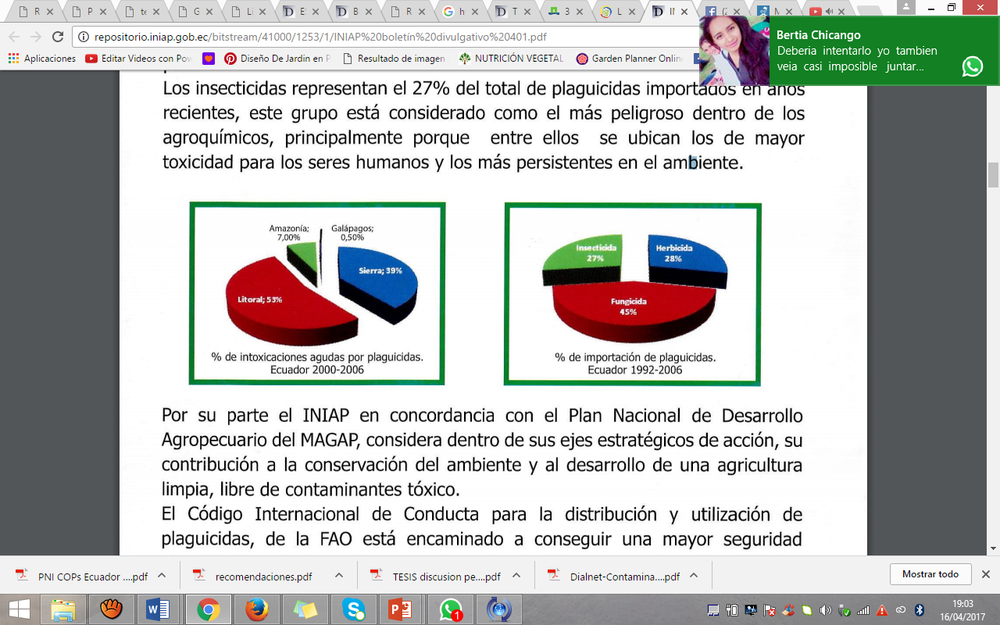 R
P
te
G
Li
E
B
R
h
T
3
L
II
(2
M
repositorio.iniap.gob.ec/bitstream/41000/1253/1/INIAP%20boletín%20divulgativo%20401.pdf
Aplicaciones
Editar Videos con Pow
Diseño De Jardin en P
Resultado de imagen
NUTRICIÓN VEGETAL
Garden Planner Onlin
Bertia Chicango
Deberia intentarlo yo tambien
veia casi imposible juntar...
Los insecticidas representan el 27% del total de plaguicidas importados en años
recientes, este grupo está considerado como el más peligroso dentro de los
agroquímicos, principalmente porque entre ellos se ubican los de mayor
toxicidad para los seres humanos y los más persistentes en el ambiente.
Amazonía;
7,00%
Galápagos;
0,50%
Sierra; 39%
Litoral; 53%
% de intoxicaciones agudas por plaguicidas.
Ecuador 2000-2006
Insecticida
27%
Herbicida
28%
Fungicida
45%
% de importación de plaguicidas.
Ecuador 1992-2006
Por su parte el INIAP en concordancia con el Plan Nacional de Desarrollo
Agropecuario del MAGAP, considera dentro de sus ejes estratégicos de acción, su
contribución a la conservación del ambiente y al desarrollo de una agricultura
limpia, libre de contaminantes tóxico.
El Código Internacional de Conducta para la distribución y utilización de
plaguicidas, de la FAO está encaminado a conseguir una mayor seguridad
PNI COPs Ecuador ....pdf
recomendaciones.pdf
TESIS discusion pe....pdf
Dialnet-Contamina....pdf
Mostrar todo
1
19:03
16/04/2017